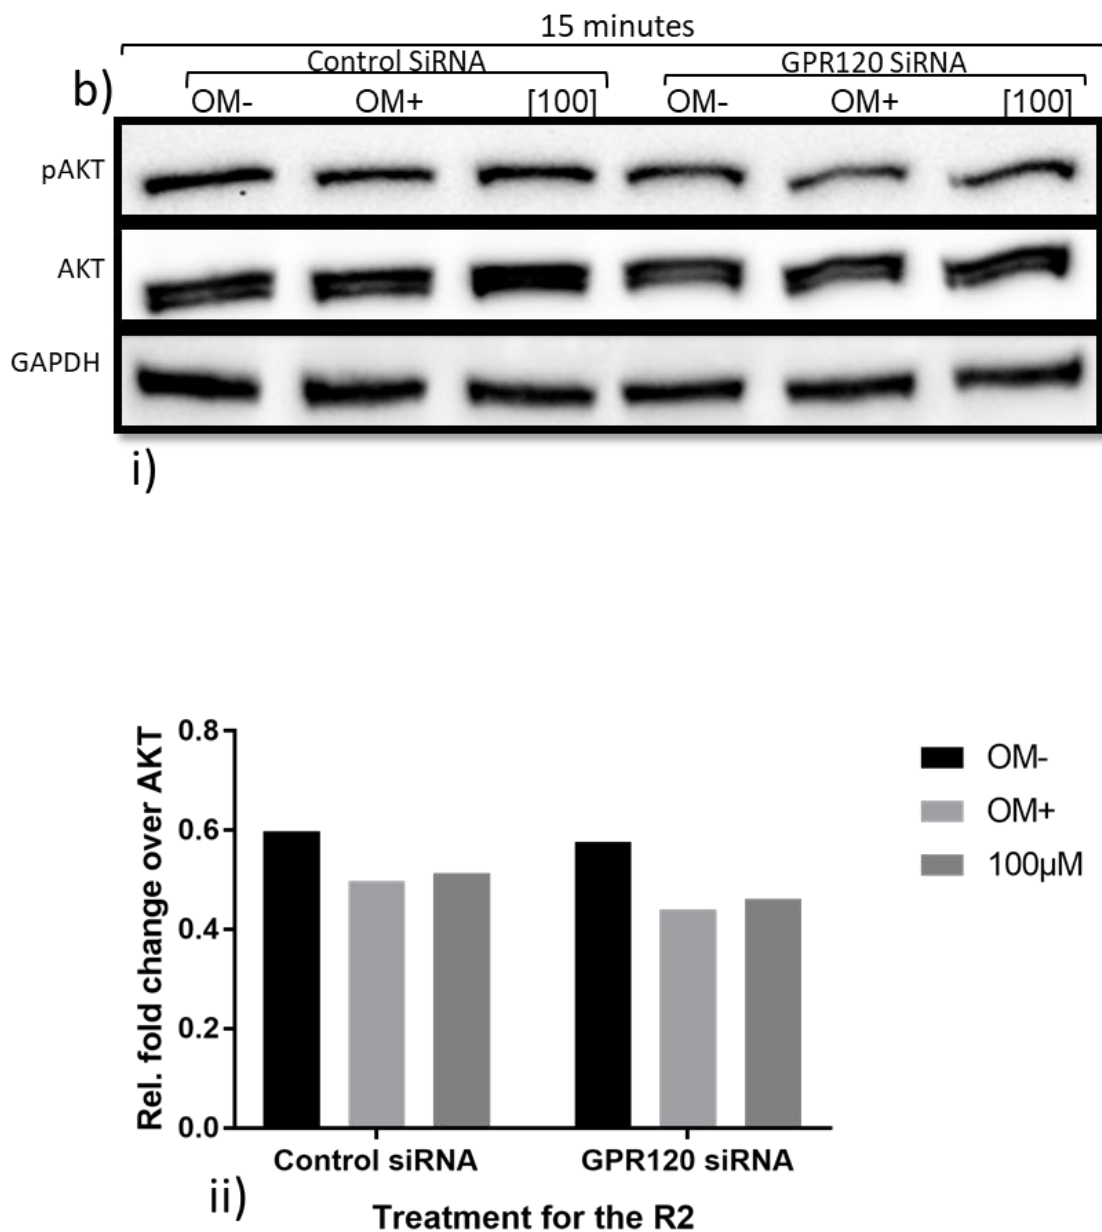 15 minutes
Control SiRNA GPR120 SiRNA
b)
OM- OM+ [100] OM- OM+ [100]
pAKT
AKT
GAPDH
i)
Rel. fold change over AKT
0.8
0.6
0.4
0.2
0.0
Control siRNA GPR120 siRNA
OM-
OM+
100μM
ii)
Treatment for the R2